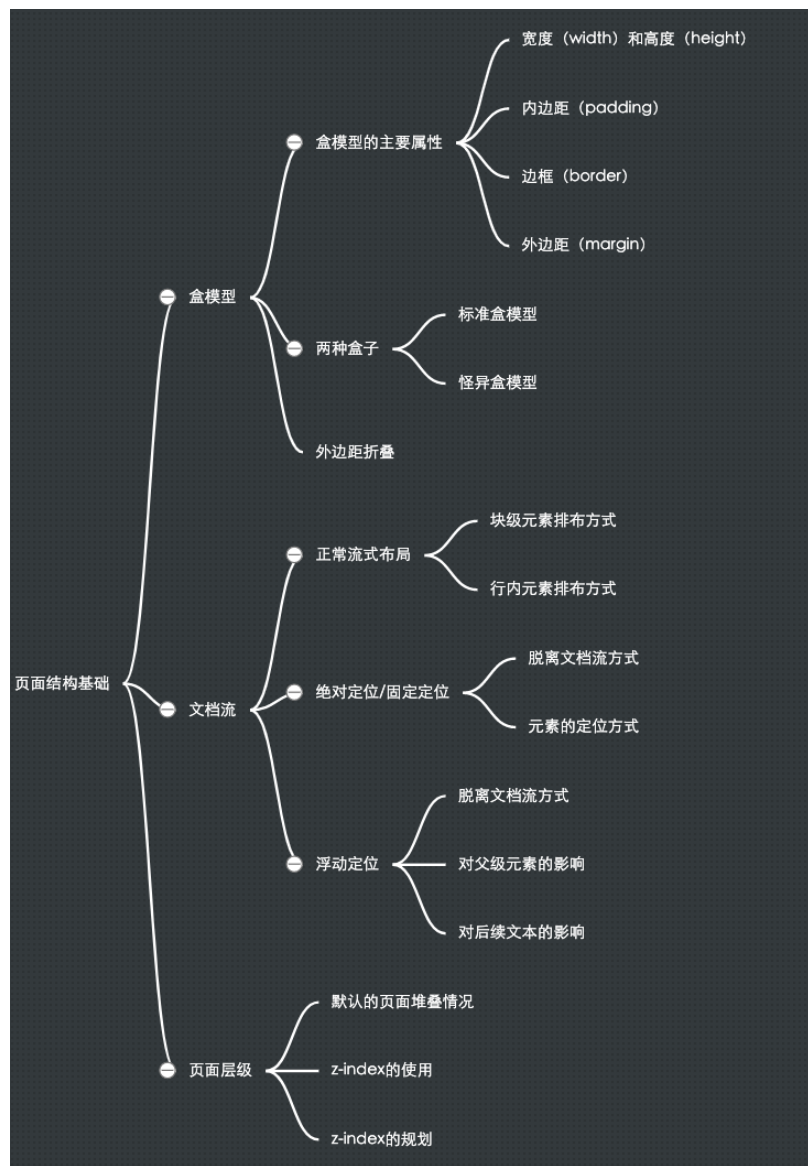 页面结构基础
盒模型
盒模型的主要属性
宽度（width）和高度（height）
内边距（padding）
边框（border）
外边距（margin）
两种盒子
标准盒模型
怪异盒模型
外边距折叠
文档流
正常流式布局
块级元素排布方式
行内元素排布方式
绝对定位/固定定位
脱离文档流方式
元素的定位方式
浮动定位
脱离文档流方式
对父级元素的影响
对后续文本的影响
页面层级
默认的页面堆叠情况
z-index的使用
z-index的规划